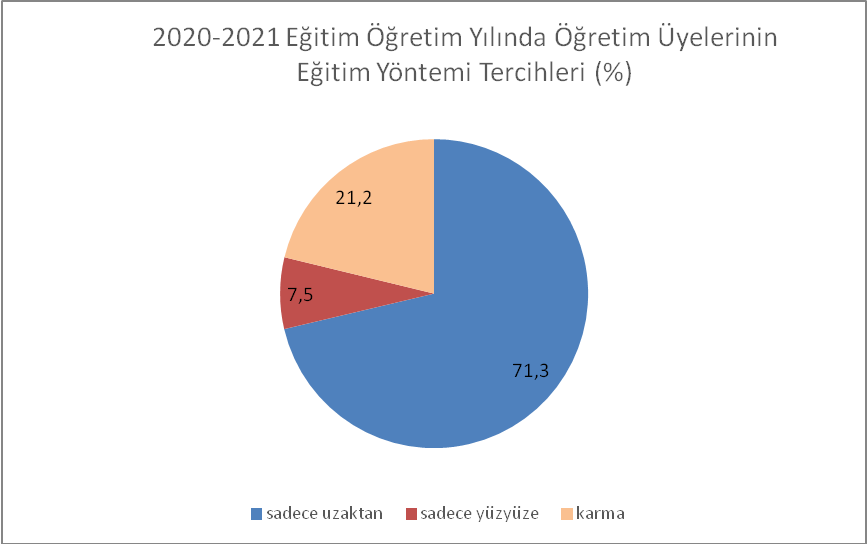 2020-2021 Eğitim Öğretim Yılında Öğretim Üyelerinin
Eğitim Yöntemi Tercihleri (%)
21,2
7,5
71,3
sadece uzaktan sadece yüzyüze karma